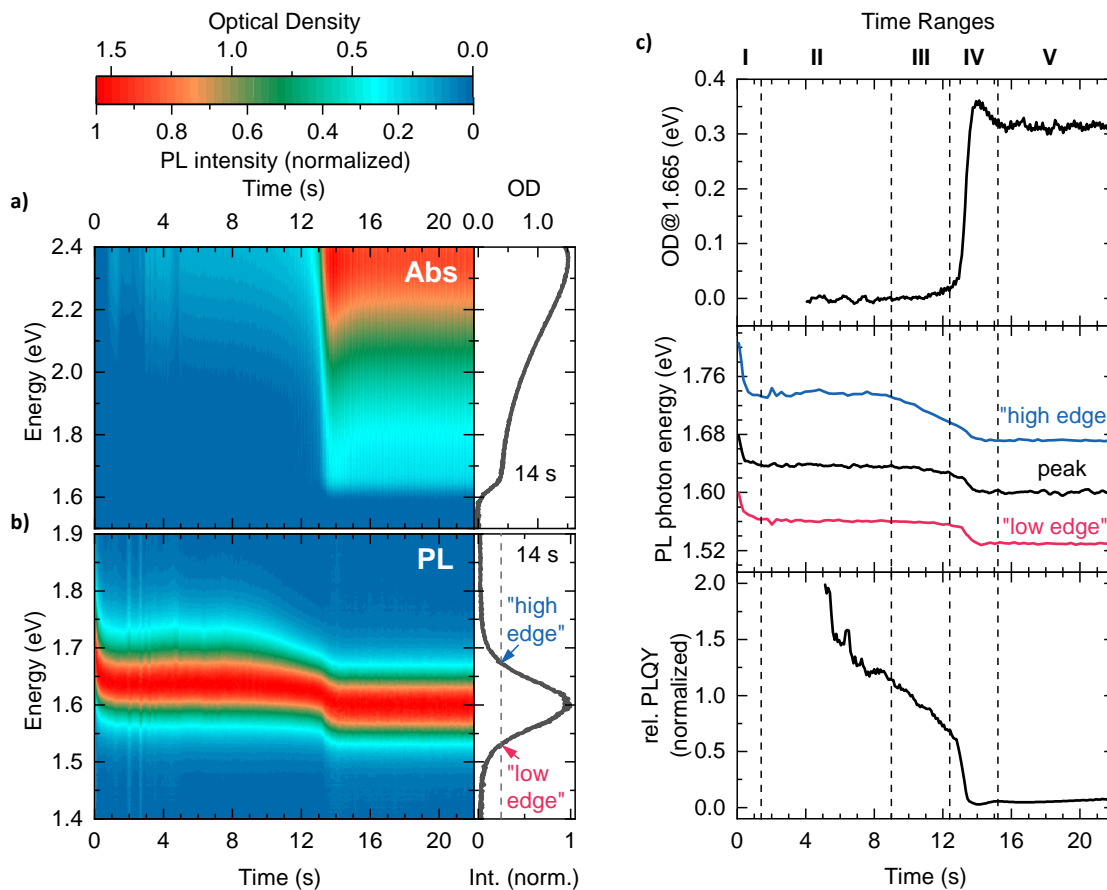 Optical Density
1.5 1.0 0.5 0.0
1 0.8 0.6 0.4 0.2 0
PL intensity (normalized)
a)
Time (s) OD
0 4 8 12 16 20 0.0 1.0
2.4
2.2
2.0
1.8
1.6
Energy (eV)
Abs
14 s
b)
1.9
1.8
1.7
1.6
1.5
1.4
Energy (eV)
PL
14 s
"high
edge"
"low
edge"
0 4 8 12 16 20 0 1
Time (s) Int. (norm.)
c)
Time Ranges
I II III IV V
0.4
0.3
0.2
0.1
0.0
OD@1.665 (eV)
1.76
1.68
1.60
1.52
PL photon energy (eV)
"high edge
peak
"low edge"
2.0
1.5
1.0
0.5
0.0
rel. PLQY
(normalized)
0 4 8 12 16 20
Time (s)